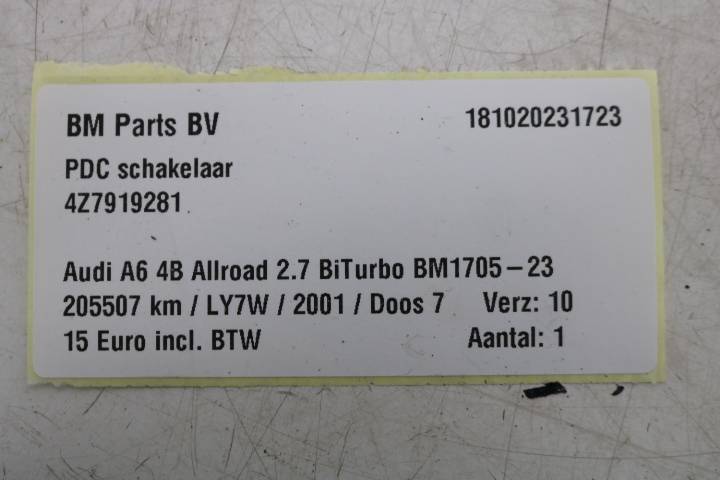 BM Parts BV 181020231723
PDC schakelaar
4Z7919281
Audi A6 4B Allroad 2.7 BiTurbo BM1705-23
205507 km / LY7W / 2001 / Doos 7 Verz: 10
15 Euro incl. BTW Aantal: 1